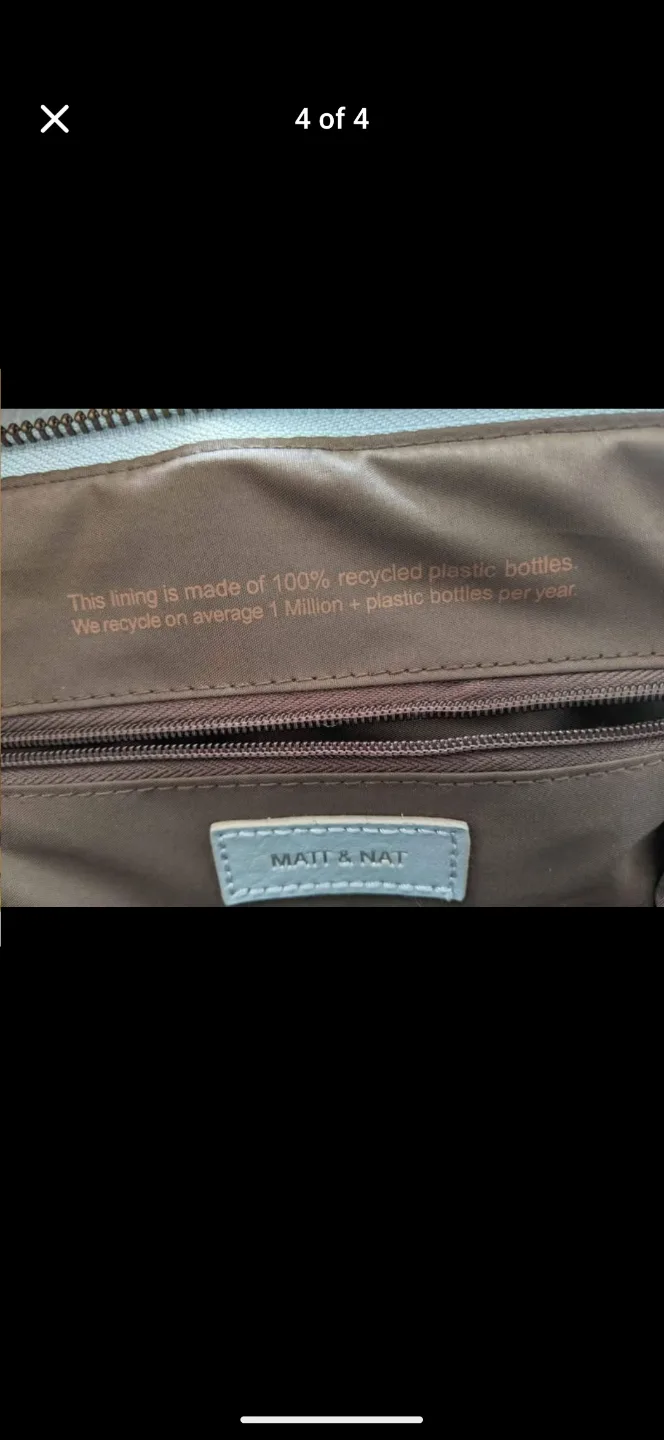 4 of 4
This lining is made of 100% recycled plastic bottles.
We recycle on average 1 Million + plastic bottles per year.
MATT & NAT